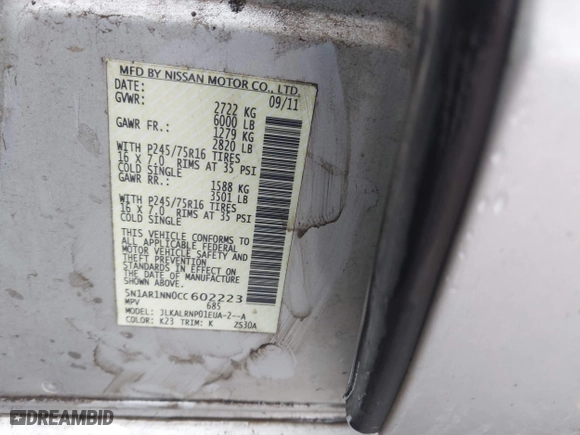 MFD BY NISSAN MOTOR CO., LTD.
DATE: 09/11
GVWR: 2722 KG
6000 LB
GAWR FR.: 1279 KG
2820 LB
WITH P245/75R16 TIRES
16 X 7.0 RIMS AT 35 PSI
COLD SINGLE
GAWR RR.: 1588 KG
3501 LB
WITH P245/75R16 TIRES
16 X 7.0 RIMS AT 35 PSI
COLD SINGLE
THIS VEHICLE CONFORMS TO
ALL APPLICABLE FEDERAL
MOTOR VEHICLE SAFETY AND
THEFT PREVENTION
STANDARDS IN EFFECT ON
THE DATE OF MANUFACTURE
SHOWN ABOVE.
5N1AR1NN0CC602223
MPV 685
MODEL: JLKALRNP01EUA-2--A
COLOR: K23 TRIM: K ZS30A
DREAMBID